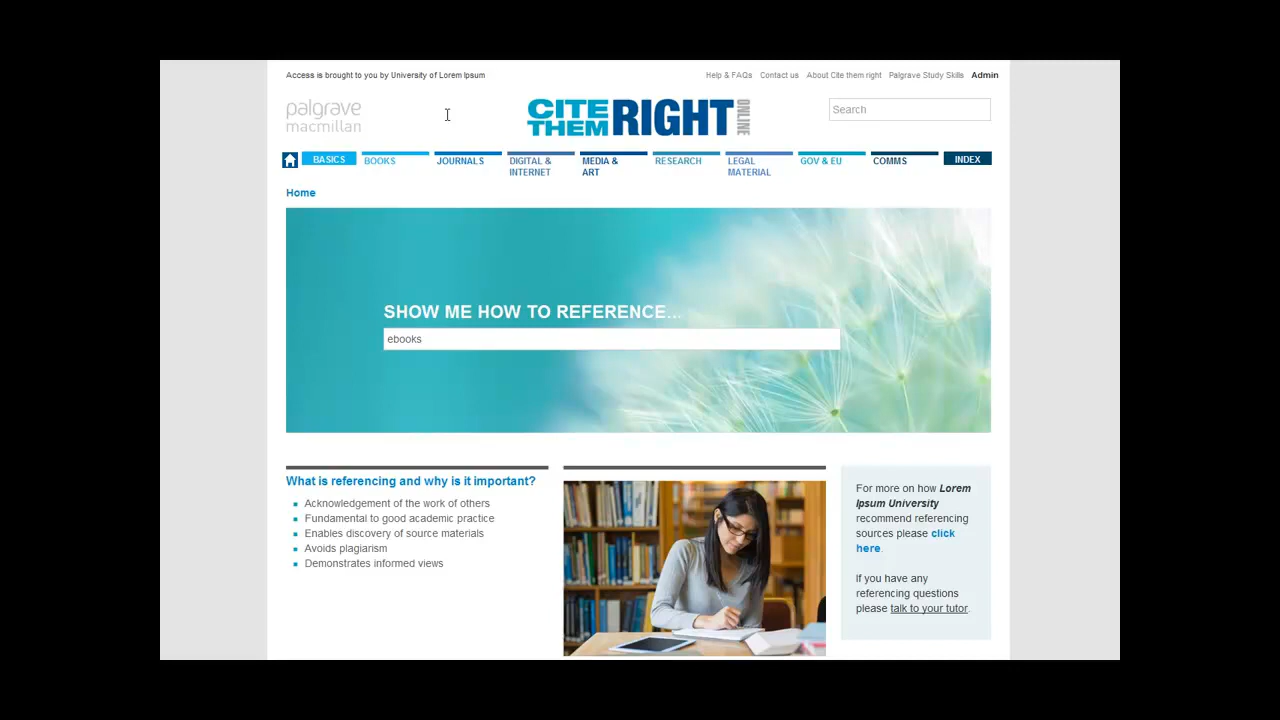 Access is brought to you by University of Lorem Ipsum
Help & FAQs Contact us About Cite them right Palgrave Study Skills Admin
palgrave
macmillan
CITE
THEM
RIGHT
ONLINE
Search
BASICS
BOOKS
JOURNALS
DIGITAL &
INTERNET
MEDIA &
ART
RESEARCH
LEGAL
MATERIAL
GOV & EU
COMMS
INDEX
Home
SHOW ME HOW TO REFERENCE...
ebooks
What is referencing and why is it important?
Acknowledgement of the work of others
Fundamental to good academic practice
Enables discovery of source materials
Avoids plagiarism
Demonstrates informed views
For more on how Lorem
Ipsum University
recommend referencing
sources please click
here.
If you have any
referencing questions
please talk to your tutor.